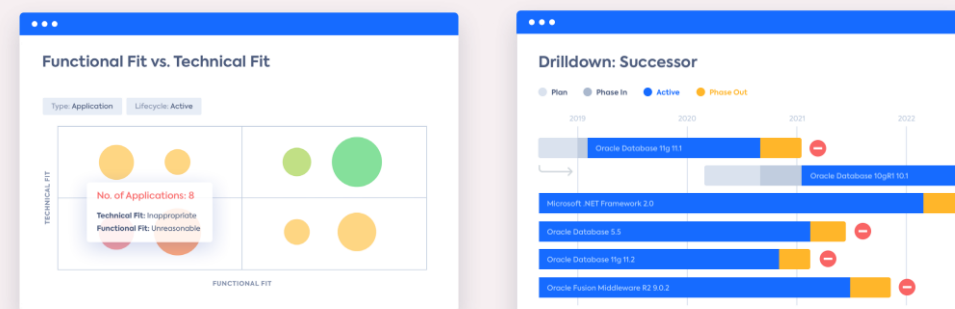 Functional Fit vs. Technical Fit
Type: Application
Lifecycle: Active
TECHNICAL FIT
No. of Applications: 8
Technical Fit: Inappropriate
Functional Fit: Unreasonable
FUNCTIONAL FIT
Drilldown: Successor
Plan
Phase In
Active
Phase Out
2019
2020
2021
2022
Oracle Database 11g 11.1
Oracle Database 10gR1 10.1
Microsoft .NET Framework 2.0
Oracle Database 5.5
Oracle Database 11g 11.2
Oracle Fusion Middleware R2 9.0.2